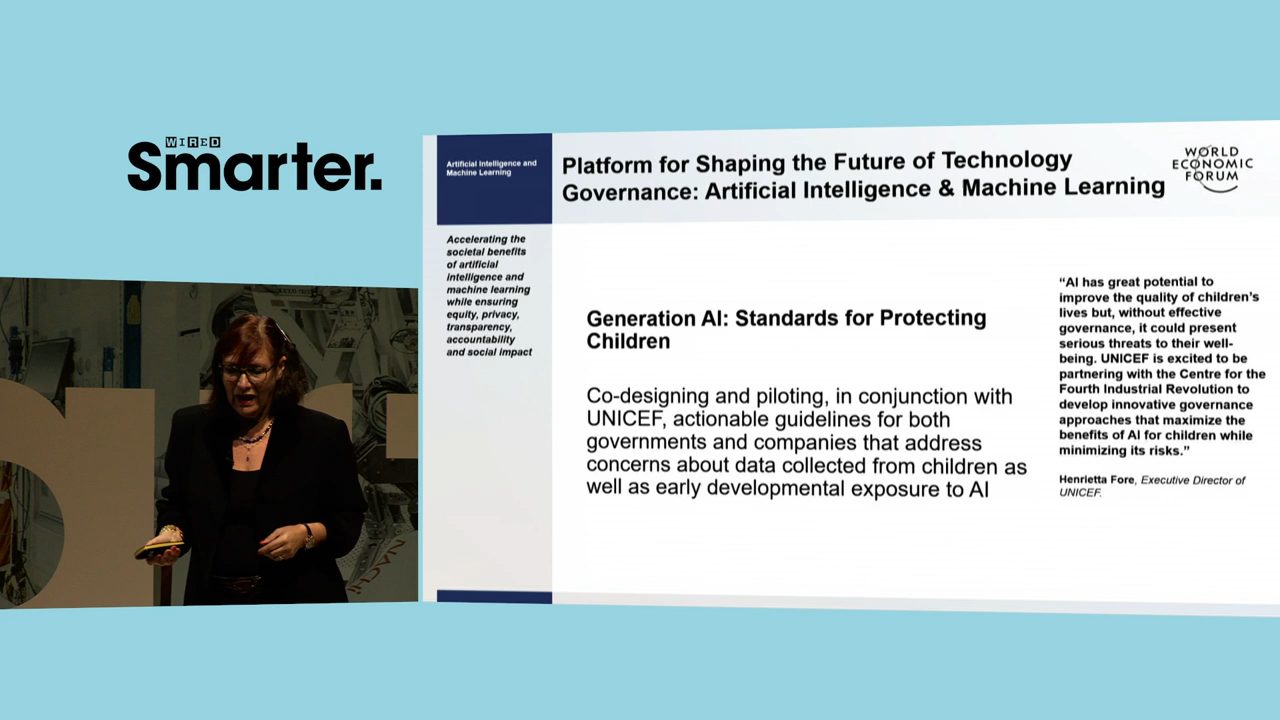 WIRED
Smarter.
Artificial Intelligence and
Machine Learning
Platform for Shaping the Future of Technology
Governance: Artificial Intelligence & Machine Learning
WORLD
ECONOMIC
FORUM
Accelerating the
societal benefits
of artificial
intelligence and
machine learning
while ensuring
equity, privacy,
transparency,
accountability
and social impact
Generation AI: Standards for Protecting
Children
Co-designing and piloting, in conjunction with
UNICEF, actionable guidelines for both
governments and companies that address
concerns about data collected from children as
well as early developmental exposure to AI
“AI has great potential to
improve the quality of children’s
lives but, without effective
governance, it could present
serious threats to their well-
being. UNICEF is excited to be
partnering with the Centre for the
Fourth Industrial Revolution to
develop innovative governance
approaches that maximize the
benefits of AI for children while
minimizing its risks.”
Henrietta Fore, Executive Director of
UNICEF.